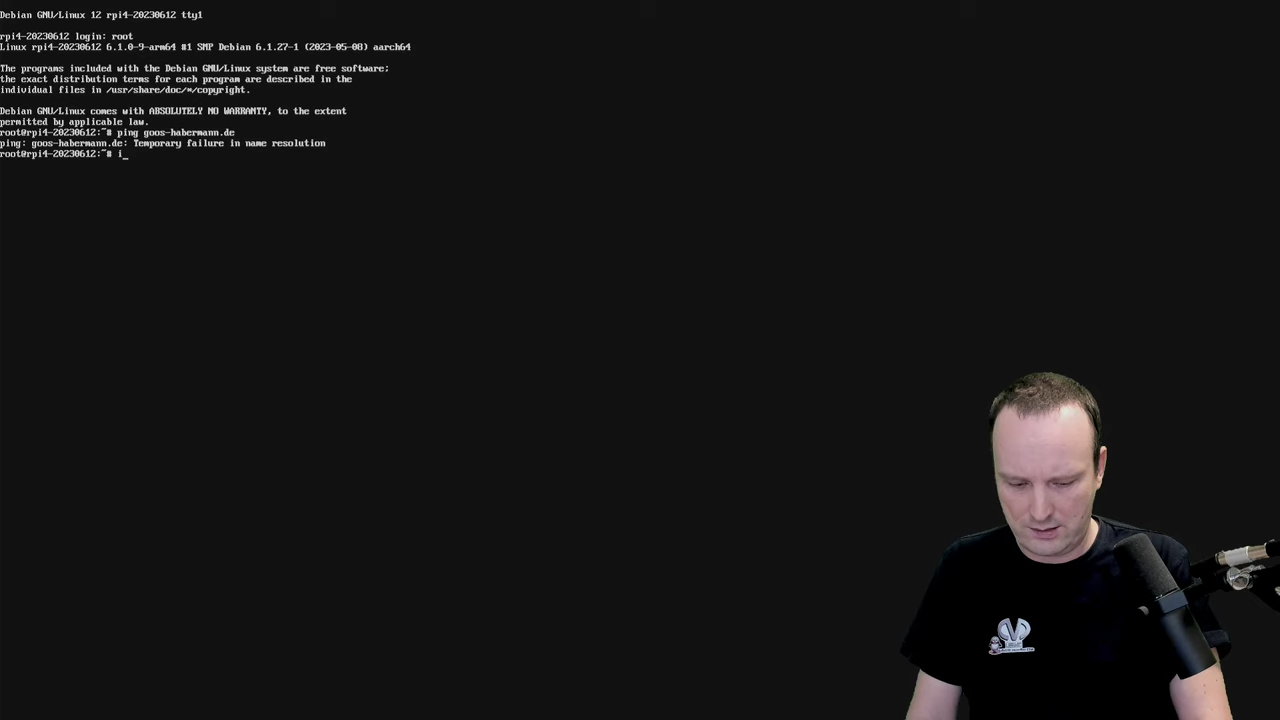 Debian GNU/Linux 12 rpi4-20230612 tty1
rpi4-20230612 login: root
Linux rpi4-20230612 6.1.0-9-arm64 #1 SMP Debian 6.1.27-1 (2023-05-08) aarch64
The programs included with the Debian GNU/Linux system are free software;
the exact distribution terms for each program are described in the
individual files in /usr/share/doc/*/copyright.
Debian GNU/Linux comes with ABSOLUTELY NO WARRANTY, to the extent
permitted by applicable law.
root@rpi4-20230612:~# ping goos-habermann.de
ping: goos-habermann.de: Temporary failure in name resolution
root@rpi4-20230612:~# i_